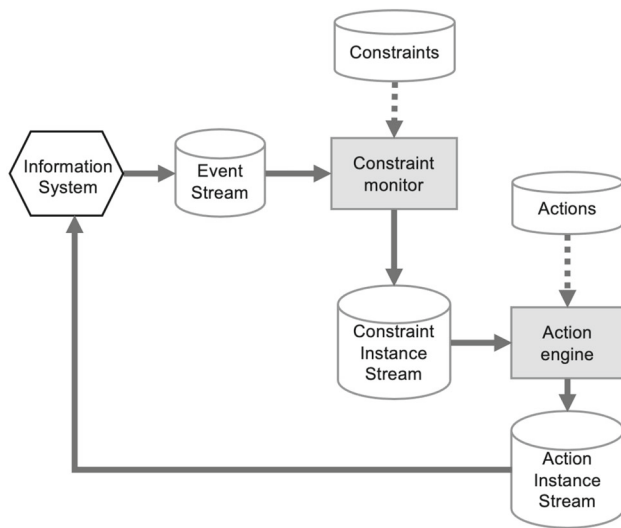 Constraints
Information
System
Event
Stream
Constraint
monitor
Actions
Constraint
Instance
Stream
Action
engine
Action
Instance
Stream